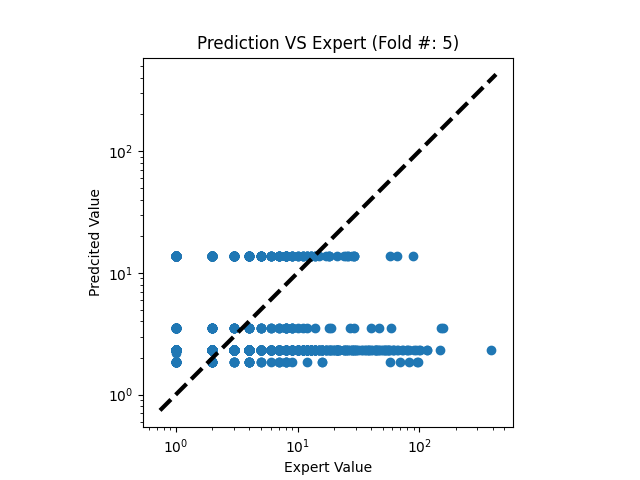 Prediction VS Expert (Fold #: 5)
Predcited Value
10²
10¹
10⁰
10⁰ 10¹ 10²
Expert Value